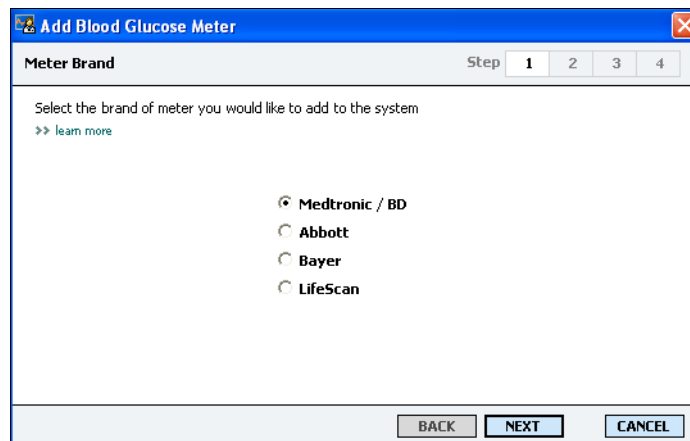 Add Blood Glucose Meter
Meter Brand Step 1 2 3 4
Select the brand of meter you would like to add to the system
>> learn more
Medtronic / BD
Abbott
Bayer
LifeScan
BACK NEXT CANCEL